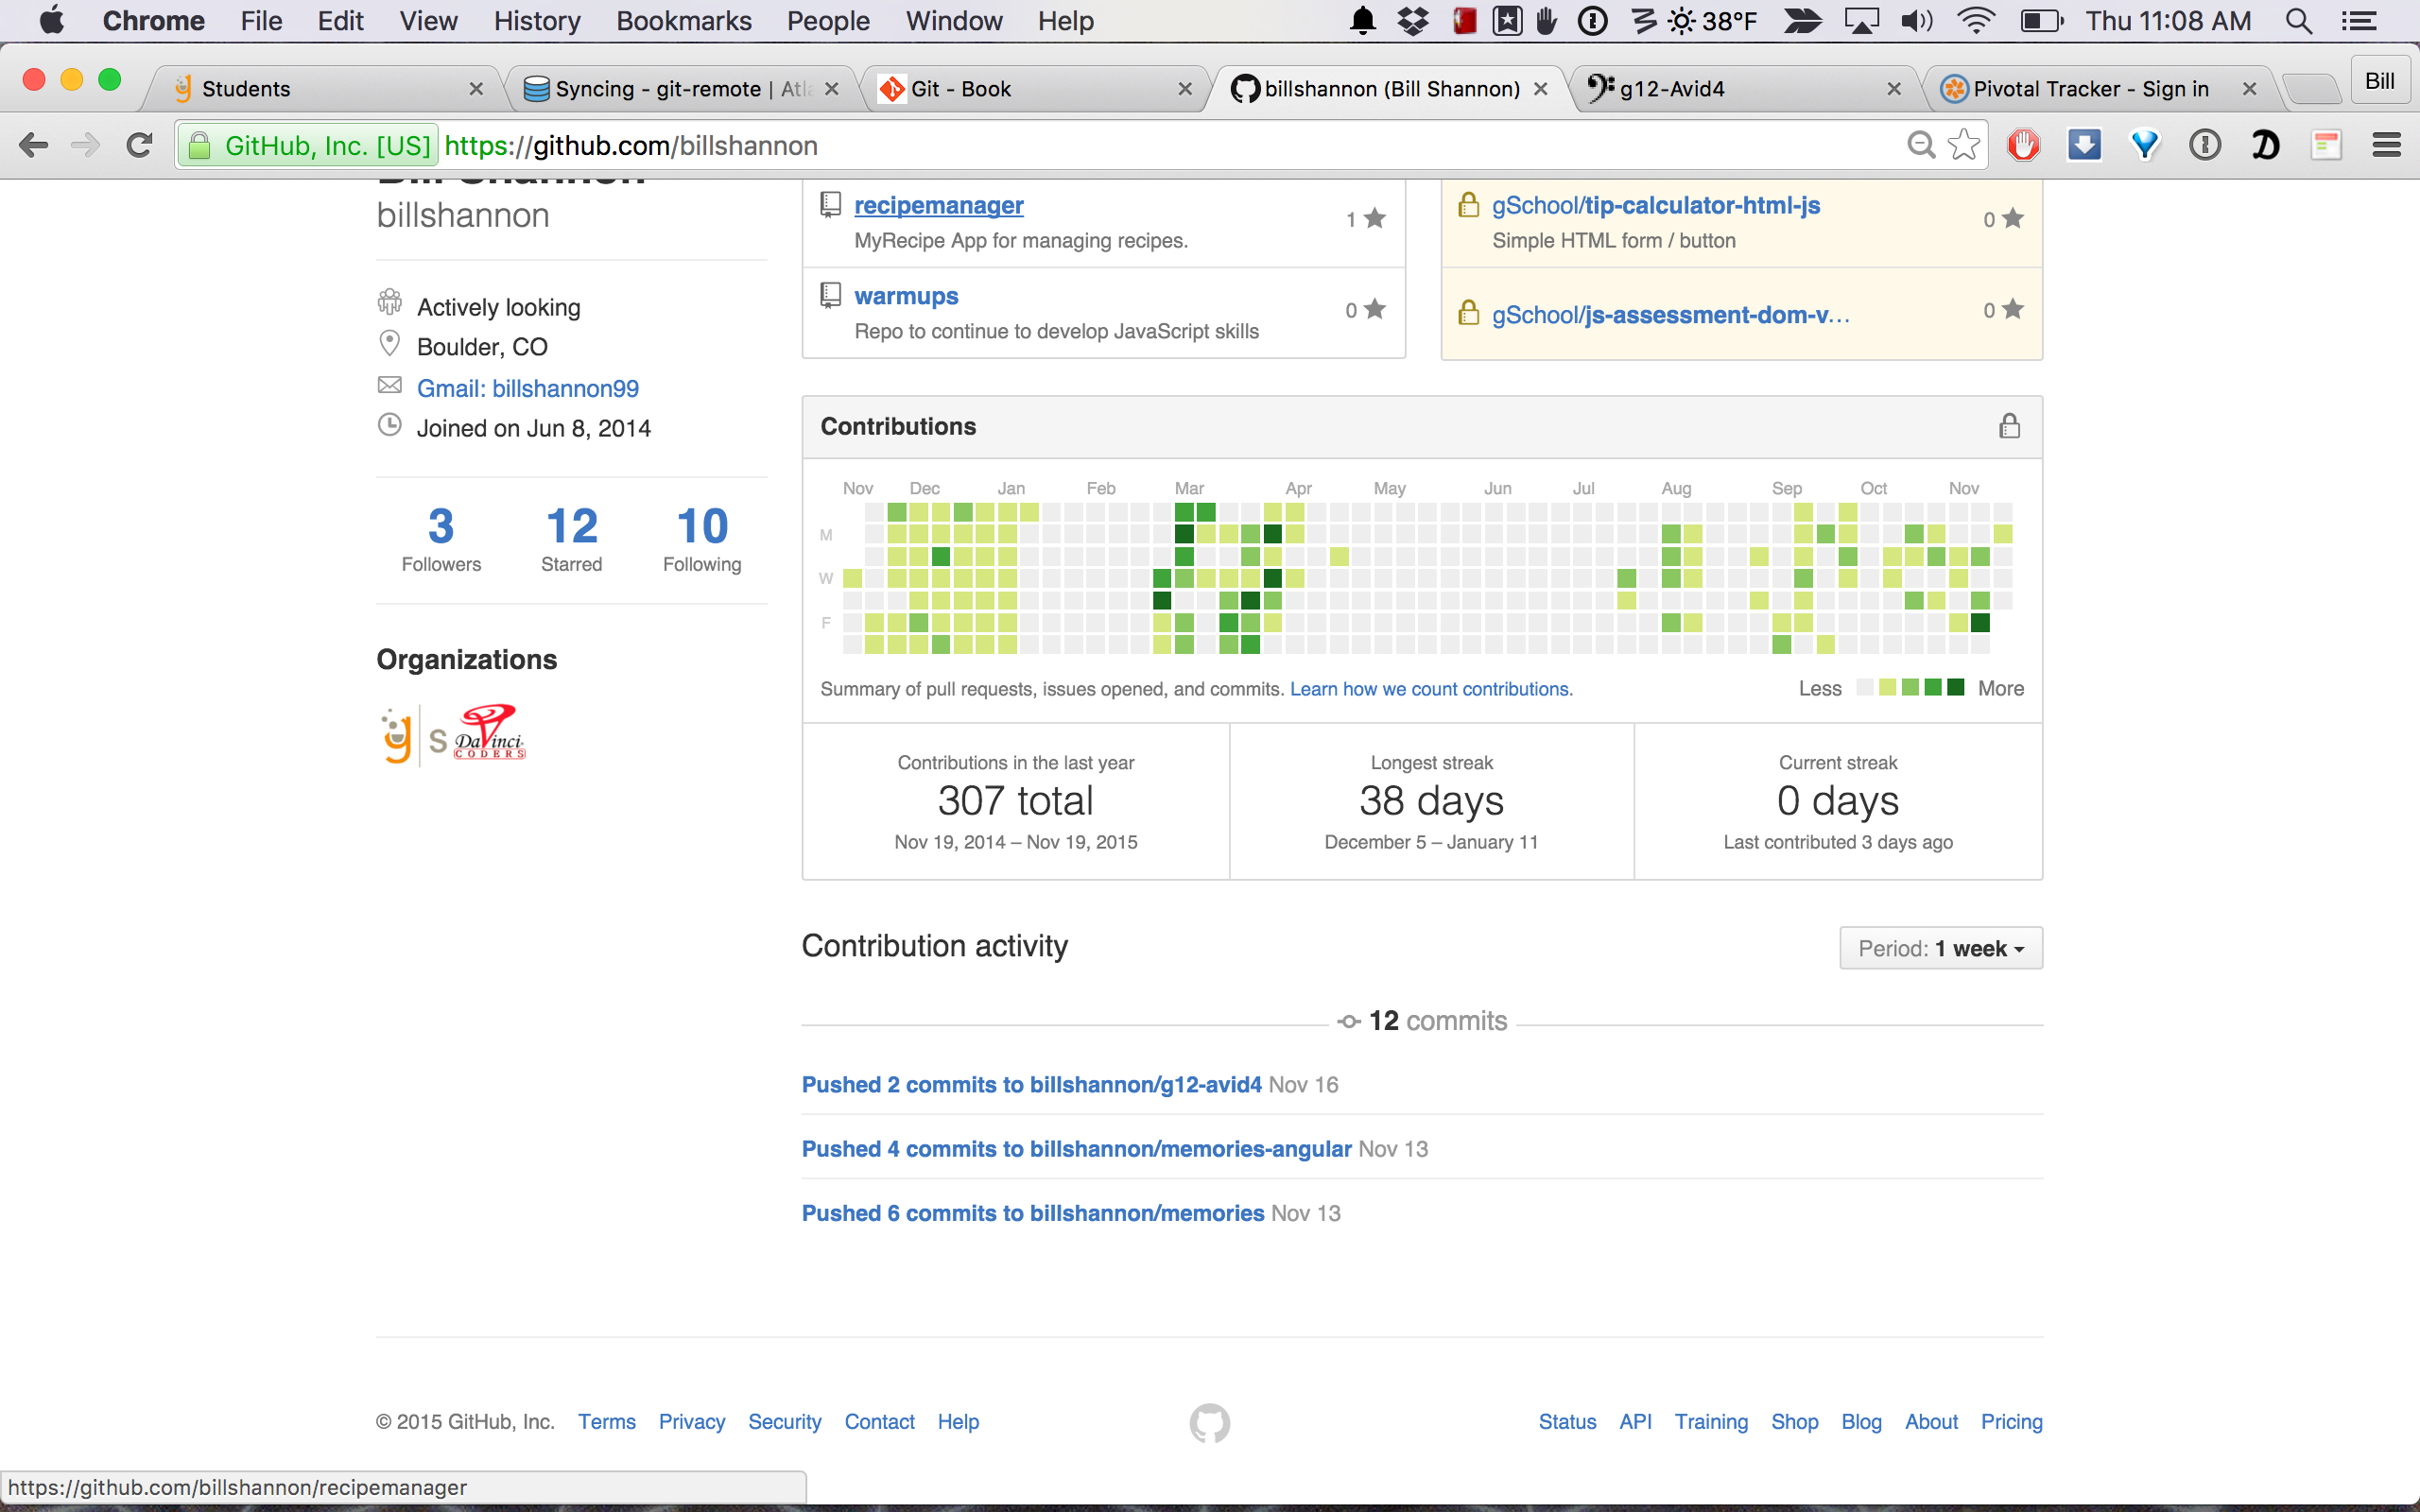 Chrome File Edit View History Bookmarks People Window Help 38°F Thu 11:08 AM
Students
Syncing - git-remote | Atla
Git - Book
billshannon (Bill Shannon)
g12-Avid4
Pivotal Tracker - Sign in
Bill
GitHub, Inc. [US] https://github.com/billshannon
billshannon
Actively looking
Boulder, CO
Gmail: billshannon99
Joined on Jun 8, 2014
3 12 10
Followers Starred Following
Organizations
g s DaVinci CODERS
recipemanager 1
MyRecipe App for managing recipes.
warmups 0
Repo to continue to develop JavaScript skills
gSchool/tip-calculator-html-js 0
Simple HTML form / button
gSchool/js-assessment-dom-v… 0
Contributions
Nov Dec Jan Feb Mar Apr May Jun Jul Aug Sep Oct Nov
M
W
F
Summary of pull requests, issues opened, and commits. Learn how we count contributions. Less More
Contributions in the last year
307 total
Nov 19, 2014 – Nov 19, 2015
Longest streak
38 days
December 5 – January 11
Current streak
0 days
Last contributed 3 days ago
Contribution activity Period: 1 week
12 commits
Pushed 2 commits to billshannon/g12-avid4 Nov 16
Pushed 4 commits to billshannon/memories-angular Nov 13
Pushed 6 commits to billshannon/memories Nov 13
© 2015 GitHub, Inc. Terms Privacy Security Contact Help Status API Training Shop Blog About Pricing
https://github.com/billshannon/recipemanager